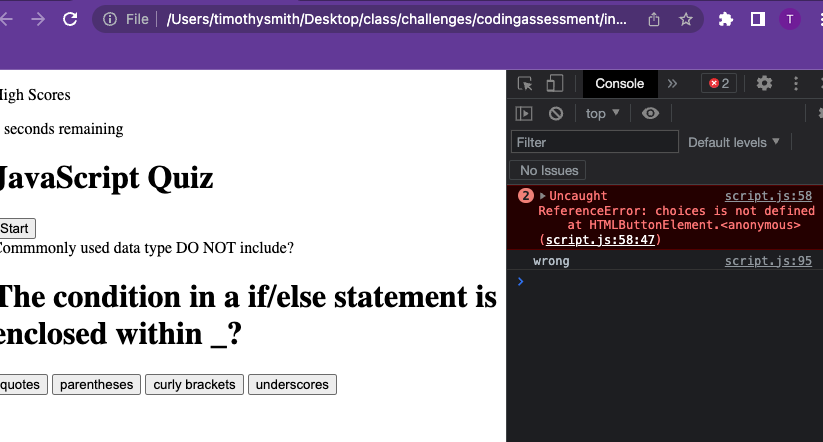 File /Users/timothysmith/Desktop/class/challenges/codingassessment/in... T
High Scores
seconds remaining
JavaScript Quiz
Start
Commmonly used data type DO NOT include?
The condition in a if/else statement is
enclosed within _?
quotes parentheses curly brackets underscores
Console 2
top
Filter Default levels
No Issues
2 Uncaught script.js:58
ReferenceError: choices is not defined
at HTMLButtonElement.<anonymous>
(script.js:58:47)
wrong script.js:95